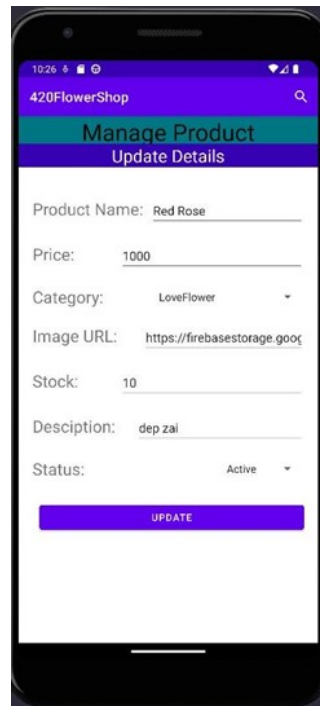 10:26
420FlowerShop
Manage Product
Update Details
Product Name: Red Rose
Price: 1000
Category: LoveFlower
Image URL: https://firebasestorage.goog
Stock: 10
Desciption: dep zai
Status: Active
UPDATE